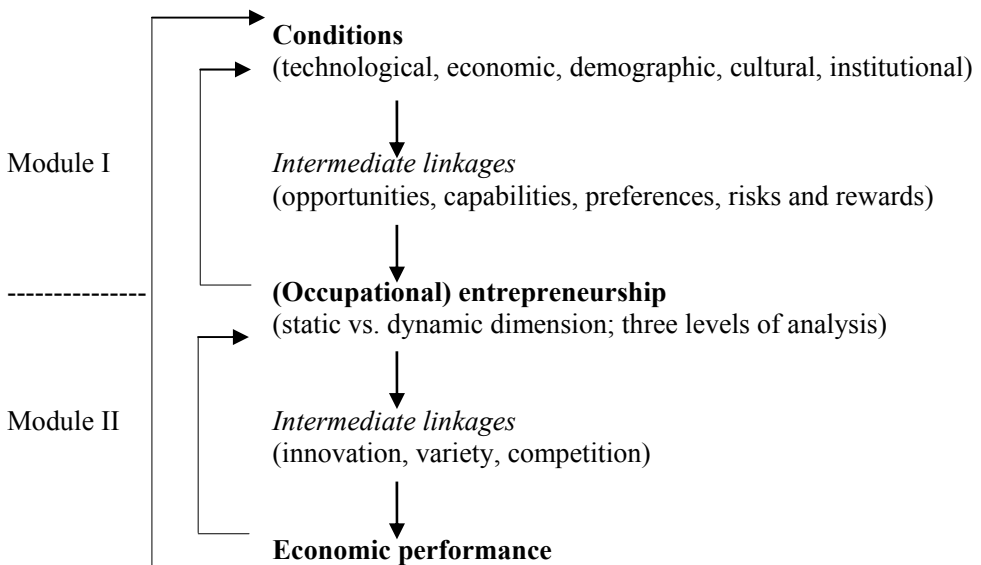 Conditions
(technological, economic, demographic, cultural, institutional)
Module I
Intermediate linkages
(opportunities, capabilities, preferences, risks and rewards)
(Occupational) entrepreneurship
(static vs. dynamic dimension; three levels of analysis)
Module II
Intermediate linkages
(innovation, variety, competition)
Economic performance